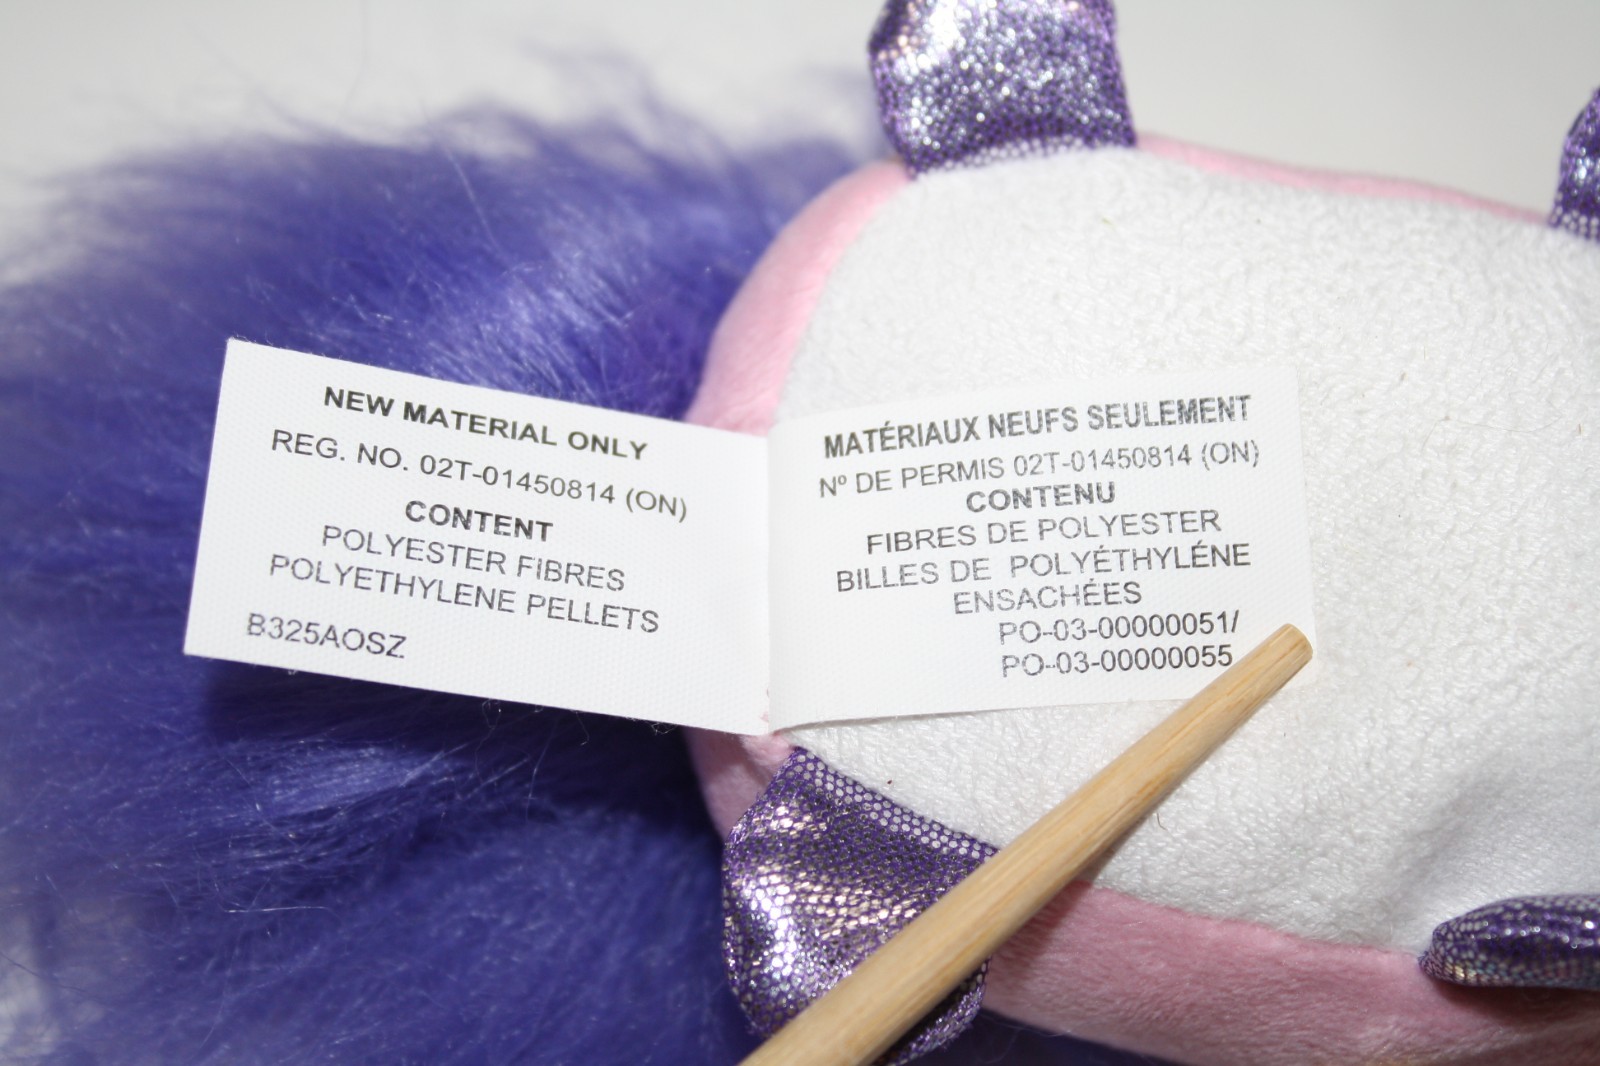 NEW MATERIAL ONLY
REG. NO. 02T-01450814 (ON)
CONTENT
POLYESTER FIBRES
POLYETHYLENE PELLETS
B325AOSZ
MATÉRIAUX NEUFS SEULEMENT
Nº DE PERMIS 02T-01450814 (ON)
CONTENU
FIBRES DE POLYESTER
BILLES DE POLYÉTHYLÉNE
ENSACHÉES
PO-03-00000051/
PO-03-00000055